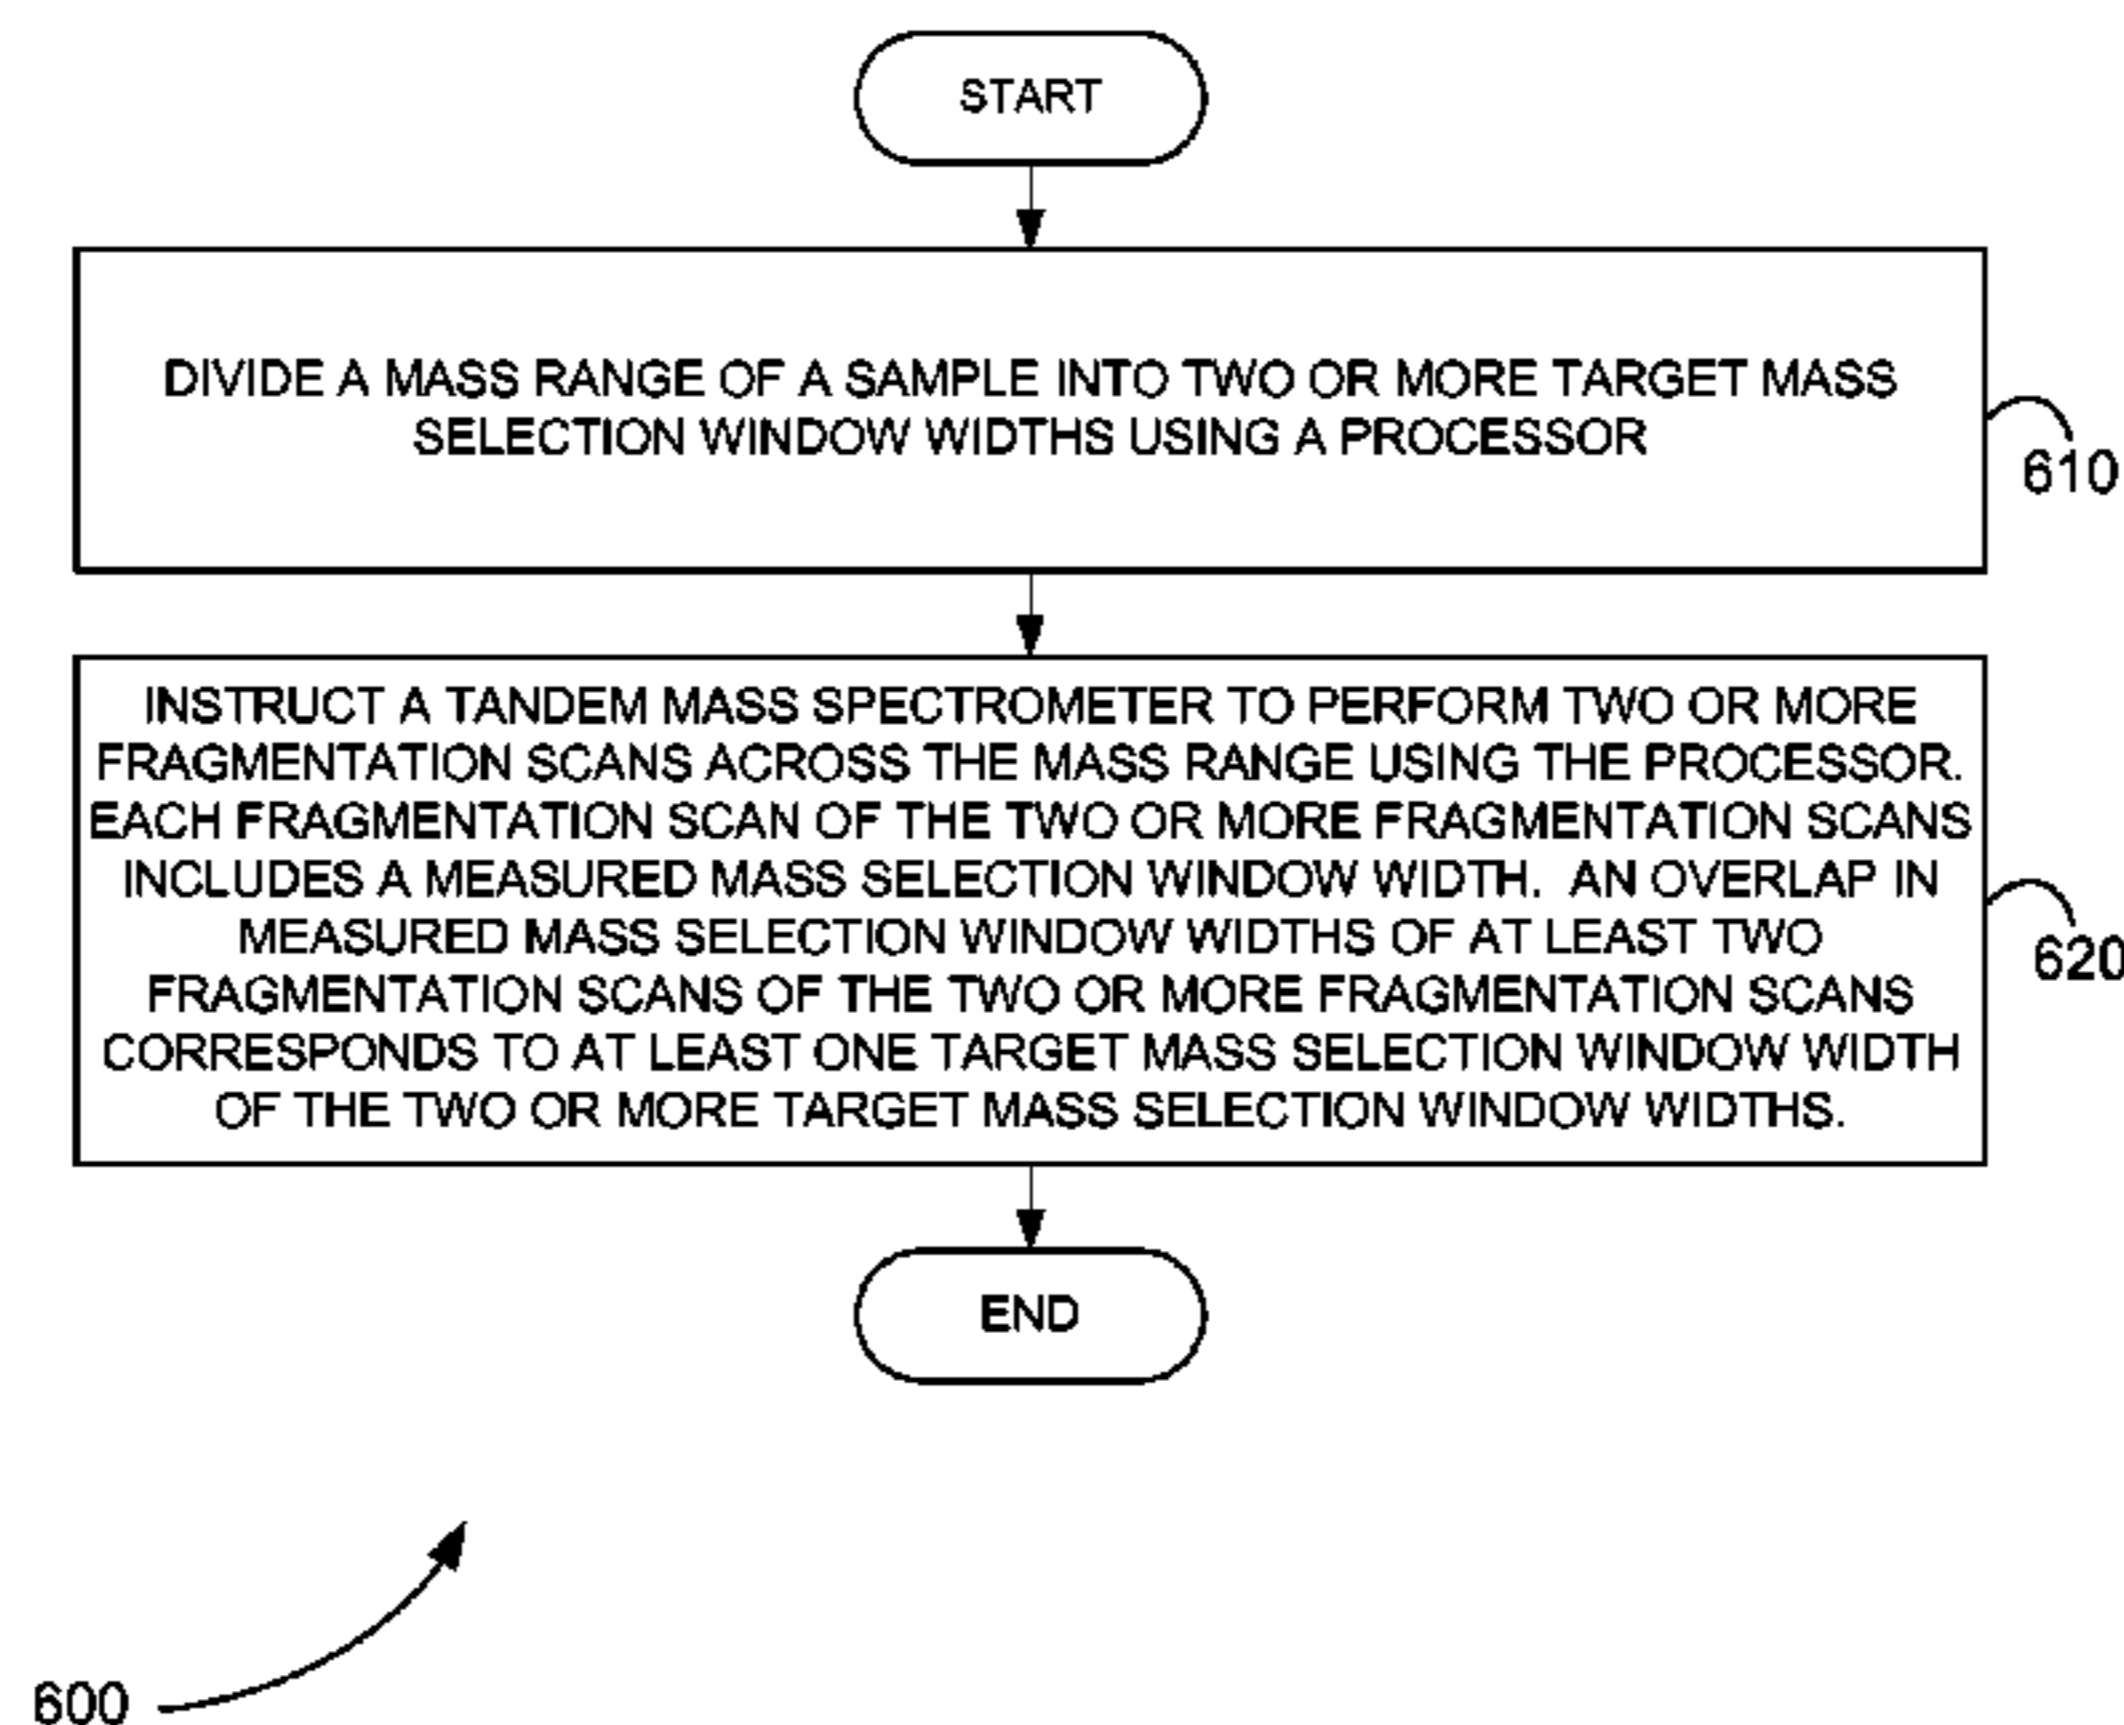 START
DIVIDE A MASS RANGE OF A SAMPLE INTO TWO OR MORE TARGET MASS
SELECTION WINDOW WIDTHS USING A PROCESSOR
610
INSTRUCT A TANDEM MASS SPECTROMETER TO PERFORM TWO OR MORE
FRAGMENTATION SCANS ACROSS THE MASS RANGE USING THE PROCESSOR.
EACH FRAGMENTATION SCAN OF THE TWO OR MORE FRAGMENTATION SCANS
INCLUDES A MEASURED MASS SELECTION WINDOW WIDTH. AN OVERLAP IN
MEASURED MASS SELECTION WINDOW WIDTHS OF AT LEAST TWO
FRAGMENTATION SCANS OF THE TWO OR MORE FRAGMENTATION SCANS
CORRESPONDS TO AT LEAST ONE TARGET MASS SELECTION WINDOW WIDTH
OF THE TWO OR MORE TARGET MASS SELECTION WINDOW WIDTHS.
620
END
600